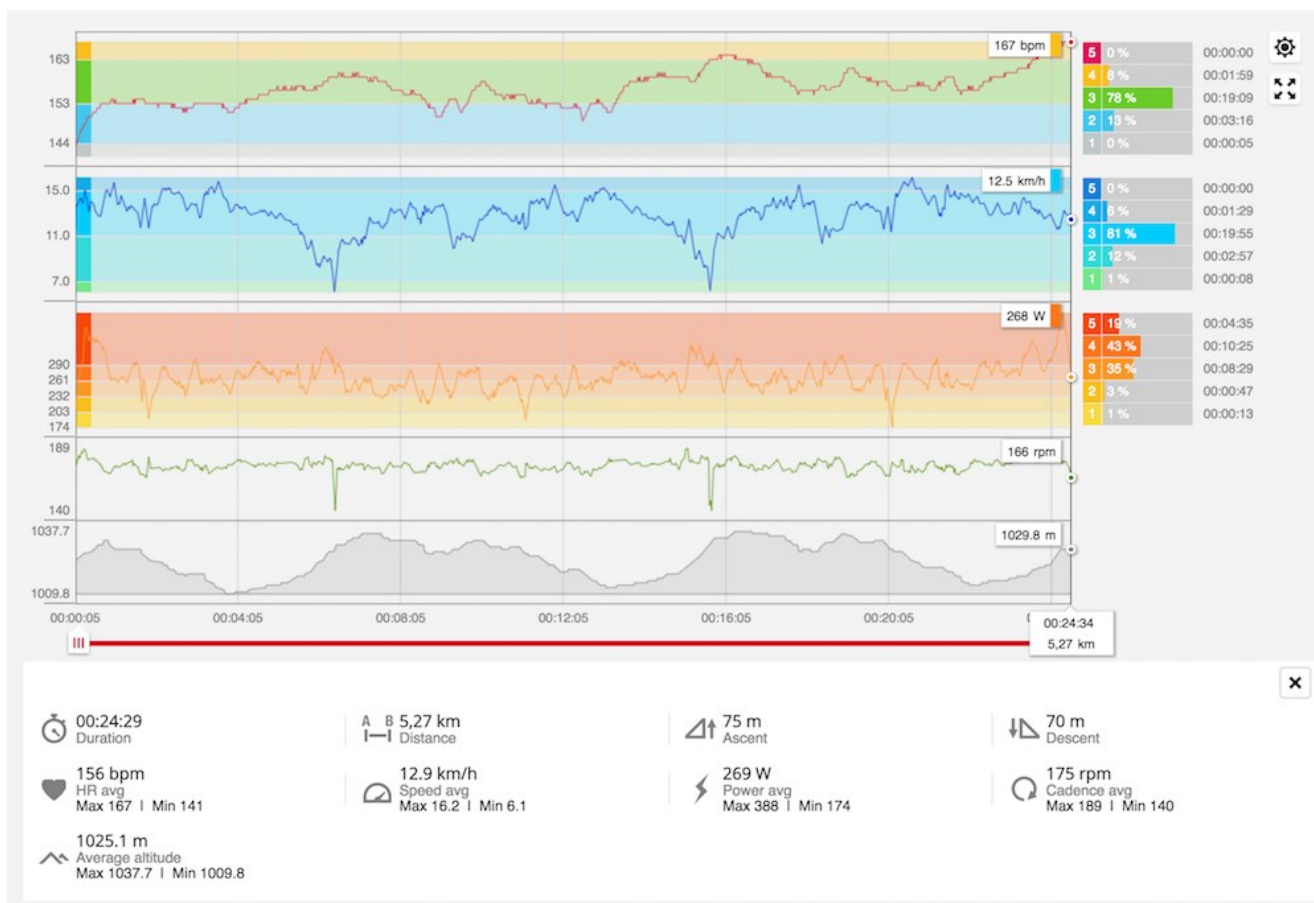 167 bpm
163
153
144
5 0 % 00:00:00
4 8 % 00:01:59
3 78 % 00:19:09
2 13 % 00:03:16
1 0 % 00:00:05
12.5 km/h
15.0
11.0
7.0
5 0 % 00:00:00
4 6 % 00:01:29
3 81 % 00:19:55
2 12 % 00:02:57
1 1 % 00:00:08
268 W
290
261
232
203
174
5 19 % 00:04:35
4 43 % 00:10:25
3 35 % 00:08:29
2 3 % 00:00:47
1 1 % 00:00:13
189
166 rpm
140
1037.7
1029.8 m
1009.8
00:00:05 00:04:05 00:08:05 00:12:05 00:16:05 00:20:05
00:24:34
5,27 km
00:24:29
Duration
A B 5,27 km
Distance
75 m
Ascent
70 m
Descent
156 bpm
HR avg
Max 167 | Min 141
12.9 km/h
Speed avg
Max 16.2 | Min 6.1
269 W
Power avg
Max 388 | Min 174
175 rpm
Cadence avg
Max 189 | Min 140
1025.1 m
Average altitude
Max 1037.7 | Min 1009.8